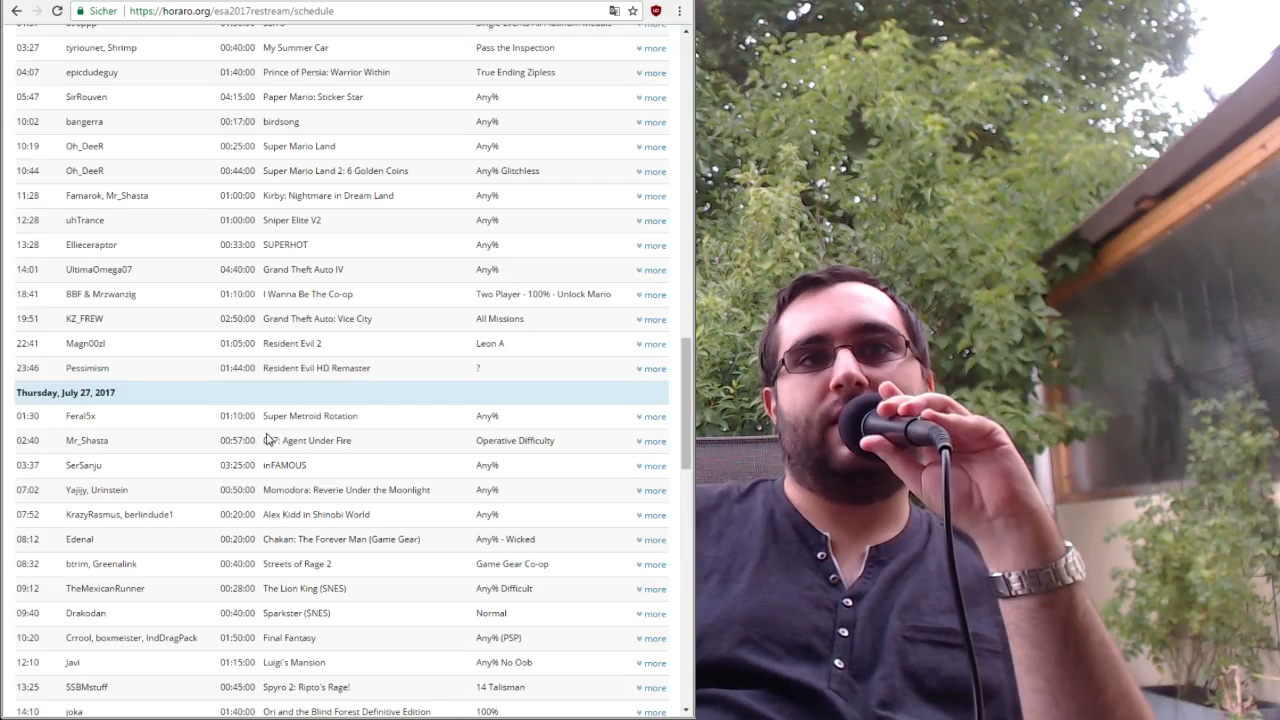 Sicher https://horaro.org/esa2017restream/schedule
03:27 tyriounet, Shrimp 00:40:00 My Summer Car Pass the Inspection more
04:07 epicdudeguy 01:40:00 Prince of Persia: Warrior Within True Ending Zipless more
05:47 SirRouven 04:15:00 Paper Mario: Sticker Star Any% more
10:02 bangerra 00:17:00 birdsong Any% more
10:19 Oh_DeeR 00:25:00 Super Mario Land Any% more
10:44 Oh_DeeR 00:44:00 Super Mario Land 2: 6 Golden Coins Any% Glitchless more
11:28 Famarok, Mr_Shasta 01:00:00 Kirby: Nightmare in Dream Land Any% more
12:28 uhTrance 01:00:00 Sniper Elite V2 Any% more
13:28 Ellieceraptor 00:33:00 SUPERHOT Any% more
14:01 UltimaOmega07 04:40:00 Grand Theft Auto IV Any% more
18:41 BBF & Mrzwanzig 01:10:00 I Wanna Be The Co-op Two Player - 100% - Unlock Mario more
19:51 KZ_FREW 02:50:00 Grand Theft Auto: Vice City All Missions more
22:41 Magn00zl 01:05:00 Resident Evil 2 Leon A more
23:46 Pessimism 01:44:00 Resident Evil HD Remaster ? more
Thursday, July 27, 2017
01:30 Feral5x 01:10:00 Super Metroid Rotation Any% more
02:40 Mr_Shasta 00:57:00 Agent Under Fire Operative Difficulty more
03:37 SerSanju 03:25:00 inFAMOUS Any% more
07:02 Yajijy, Urinstein 00:50:00 Momodora: Reverie Under the Moonlight Any% more
07:52 KrazyRasmus, berlindude1 00:20:00 Alex Kidd in Shinobi World Any% more
08:12 Edenal 00:20:00 Chakan: The Forever Man (Game Gear) Any% - Wicked more
08:32 btrim, Greenalink 00:40:00 Streets of Rage 2 Game Gear Co-op more
09:12 TheMexicanRunner 00:28:00 The Lion King (SNES) Any% Difficult more
09:40 Drakodan 00:40:00 Sparkster (SNES) Normal more
10:20 Crrool, boxmeister, IndDragPack 01:50:00 Final Fantasy Any% (PSP) more
12:10 Javi 01:15:00 Luigi's Mansion Any% No Oob more
13:25 SSBMstuff 00:45:00 Spyro 2: Ripto's Rage! 14 Talisman more
14:10 joka 01:40:00 Ori and the Blind Forest Definitive Edition 100% more